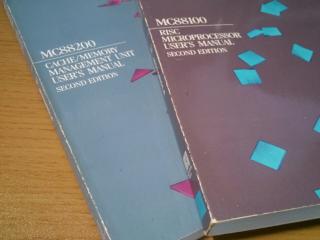 MC88200
CACHE/MEMORY
MANAGEMENT UNIT
USER'S MANUAL
SECOND EDITION
MC88100
RISC
MICROPROCESSOR
USER'S MANUAL
SECOND EDITION